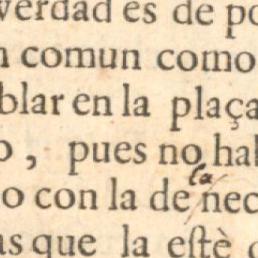 verdad es de po
n comun como
blar en la plaça
o, pues no hab
la
o con la de nec
as que la estè